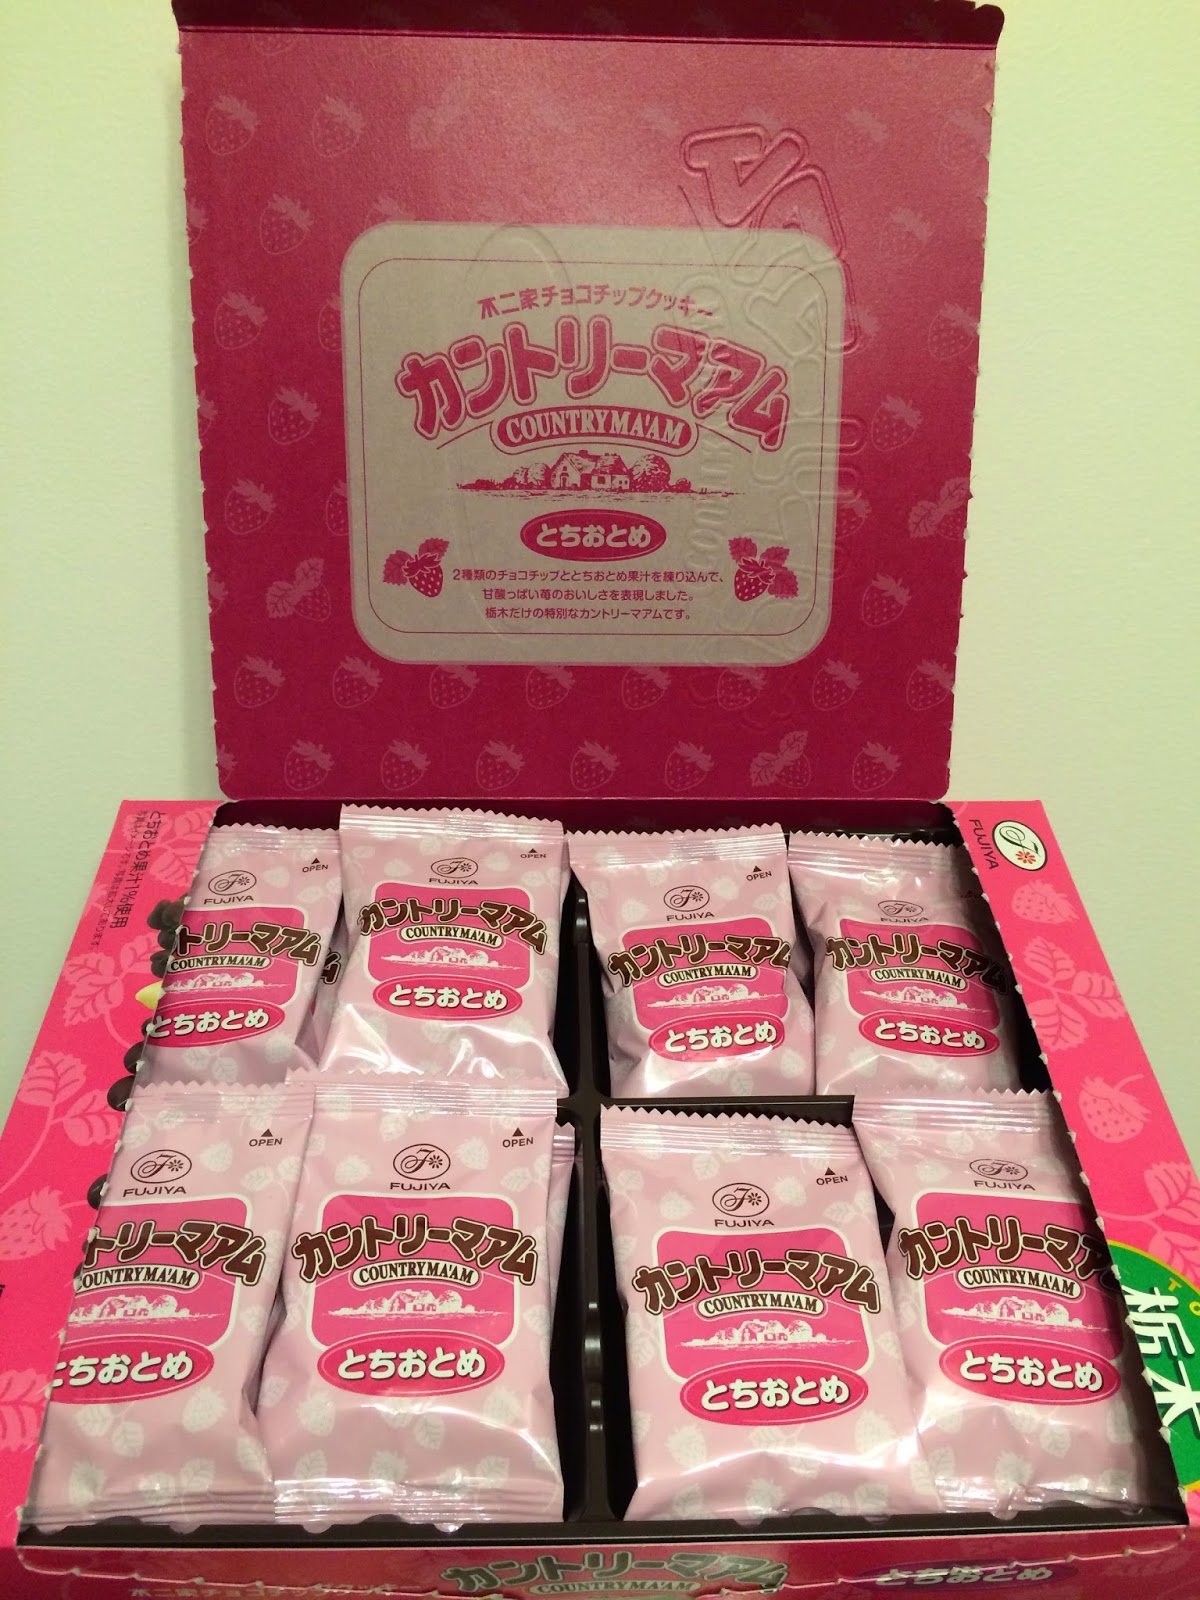 不二家チョコチップクッキー
カントリーマアム
COUNTRY MA'AM
とちおとめ
2種類のチョコチップととちおとめ果汁を練り込んで、
甘酸っぱい苺のおいしさを表現しました。
栃木だけの特別なカントリーマアムです。
とちおとめ果汁1%使用
FUJIYA
OPEN
FUJIYA
ントリーマアム
COUNTRY MA'AM
とちおとめ
OPEN
FUJIYA
カントリーマアム
COUNTRY MA'AM
とちおとめ
OPEN
FUJIYA
カントリーマアム
COUNTRY MA'AM
とちおとめ
FUJIYA
カントリーマアム
COUNTRY MA'AM
とちおとめ
OPEN
FUJIYA
ントリーマアム
OUNTRY MA'AM
とちおとめ
OPEN
FUJIYA
カントリーマアム
COUNTRY MA'AM
とちおとめ
OPEN
FUJIYA
カントリーマアム
COUNTRY MA'AM
とちおとめ
FUJIYA
カントリーマア
COUNTRY MA'AM
とちおとめ
栃木
不二家チョコチップクッキー
カントリーマアム
COUNTRY MA'AM
とちおとめ